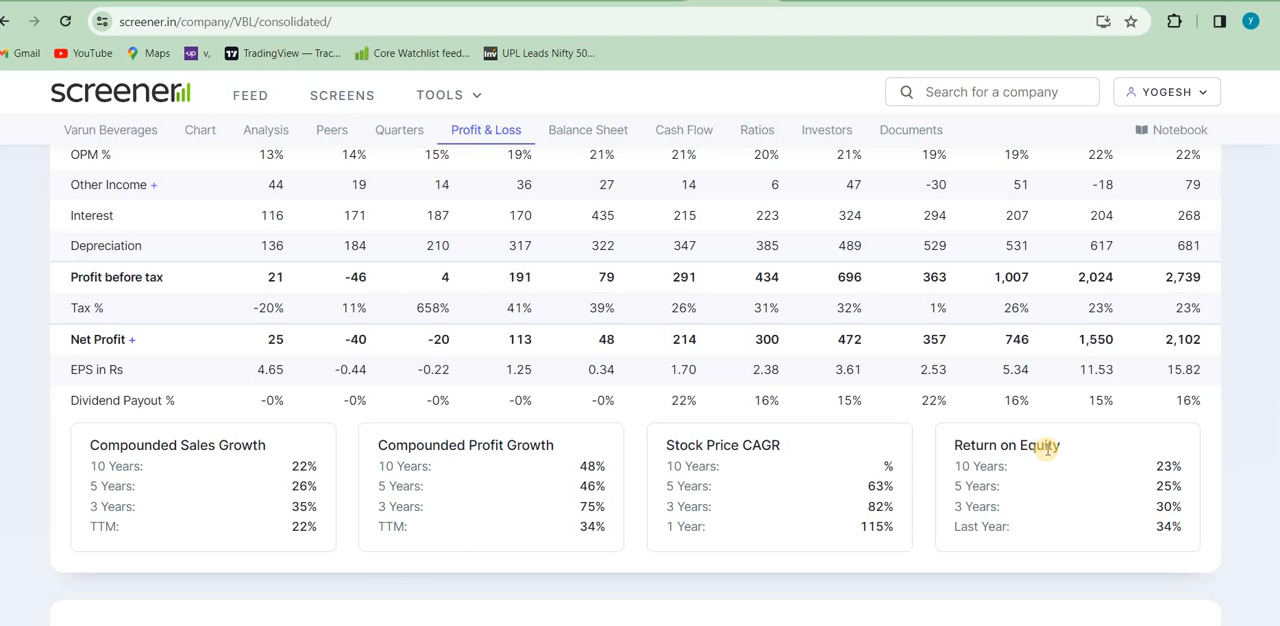 screener.in/company/VBL/consolidated/
y
Gmail YouTube Maps up v, TradingView — Trac... Core Watchlist feed... Inv UPL Leads Nifty 50...
screener FEED SCREENS TOOLS Search for a company YOGESH
Varun Beverages Chart Analysis Peers Quarters Profit & Loss Balance Sheet Cash Flow Ratios Investors Documents Notebook
OPM % 13% 14% 15% 19% 21% 21% 20% 21% 19% 19% 22% 22%
Other Income + 44 19 14 36 27 14 6 47 -30 51 -18 79
Interest 116 171 187 170 435 215 223 324 294 207 204 268
Depreciation 136 184 210 317 322 347 385 489 529 531 617 681
Profit before tax 21 -46 4 191 79 291 434 696 363 1,007 2,024 2,739
Tax % -20% 11% 658% 41% 39% 26% 31% 32% 1% 26% 23% 23%
Net Profit + 25 -40 -20 113 48 214 300 472 357 746 1,550 2,102
EPS in Rs 4.65 -0.44 -0.22 1.25 0.34 1.70 2.38 3.61 2.53 5.34 11.53 15.82
Dividend Payout % -0% -0% -0% -0% -0% 22% 16% 15% 22% 16% 15% 16%
Compounded Sales Growth
10 Years: 22%
5 Years: 26%
3 Years: 35%
TTM: 22%
Compounded Profit Growth
10 Years: 48%
5 Years: 46%
3 Years: 75%
TTM: 34%
Stock Price CAGR
10 Years: %
5 Years: 63%
3 Years: 82%
1 Year: 115%
Return on Equity
10 Years: 23%
5 Years: 25%
3 Years: 30%
Last Year: 34%